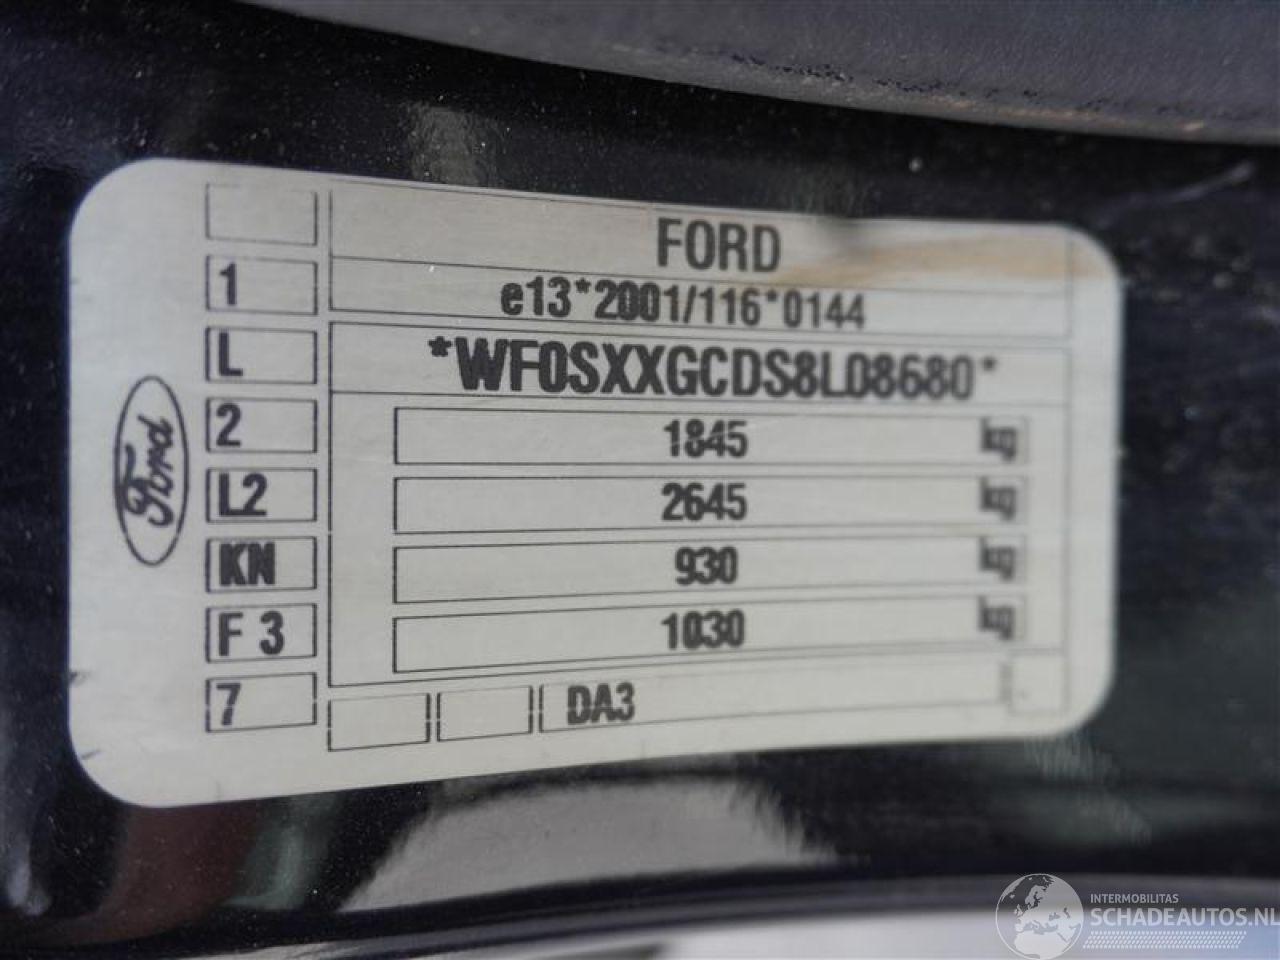 FORD
1 e13*2001/116*0144
L *WF0SXXGCDS8L08680*
2 1845 kg
L2 2645 kg
KN 930 kg
F 3 1030 kg
7 DA3
Ford
INTERMOBILITAS
SCHADEAUTOS.NL